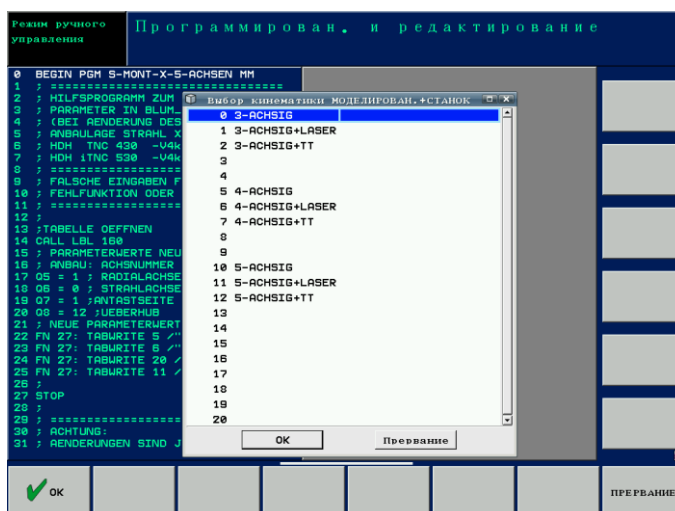 Режим ручного
управления
Программирован. и редактирование
0 BEGIN PGM S-MONT-X-5-ACHSEN MM
1 ; ==================================
2 ; HILFSPROGRAMM ZUM
3 ; PARAMETER IN BLUM_
4 ; (BEI AENDERUNG DES
5 ; ANBAULAGE STRAHL X
6 ; HDH TNC 430 -V4k
7 ; HDH iTNC 530 -V4k
8 ; ===================
9 ; FALSCHE EINGABEN F
10 ; FEHLFUNKTION ODER
11 ; ===================
12 ;
13 ;TABELLE OEFFNEN
14 CALL LBL 160
15 ; PARAMETERWERTE NEU
16 ; ANBAU: ACHSNUMMER
17 Q5 = 1 ; RADIALACHSE
18 Q6 = 0 ; STRAHLACHSE
19 Q7 = 1 ;ANTASTSEITE
20 Q8 = 12 ;UEBERHUB
21 ; NEUE PARAMETERWERT
22 FN 27: TABWRITE 5 /"
23 FN 27: TABWRITE 6 /"
24 FN 27: TABWRITE 20 /
25 FN 27: TABWRITE 11 /
26 ;
27 STOP
28 ;
29 ; ===================
30 ; ACHTUNG:
31 ; AENDERUNGEN SIND J
Выбор кинематики МОДЕЛИРОВАН.+СТАНОК
0 3-ACHSIG
1 3-ACHSIG+LASER
2 3-ACHSIG+TT
3
4
5 4-ACHSIG
6 4-ACHSIG+LASER
7 4-ACHSIG+TT
8
9
10 5-ACHSIG
11 5-ACHSIG+LASER
12 5-ACHSIG+TT
13
14
15
16
17
18
19
20
OK
Прервание
OK
ПРЕРВАНИЕ